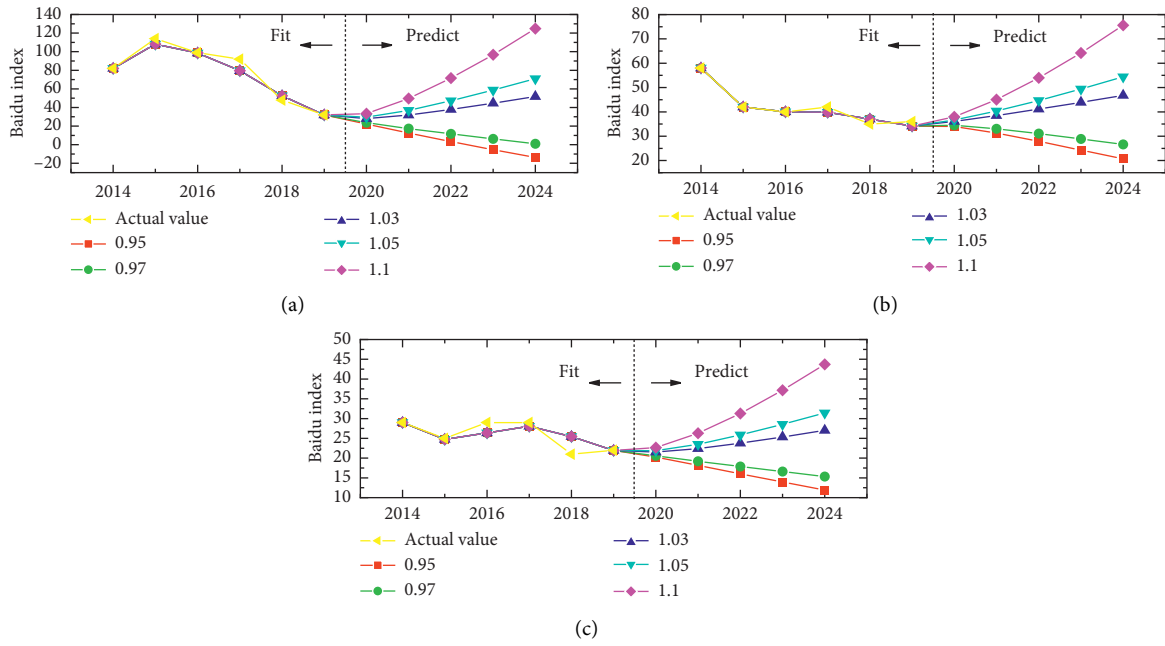 140
120
100
80
60
40
20
0
–20
Baidu index
Fit
Predict
2014 2016 2018 2020 2022 2024
Actual value
0.95
0.97
1.03
1.05
1.1
(a)
80
70
60
50
40
30
20
Baidu index
Fit
Predict
2014 2016 2018 2020 2022 2024
Actual value
0.95
0.97
1.03
1.05
1.1
(b)
50
45
40
35
30
25
20
15
10
Baidu index
Fit
Predict
2014 2016 2018 2020 2022 2024
Actual value
0.95
0.97
1.03
1.05
1.1
(c)